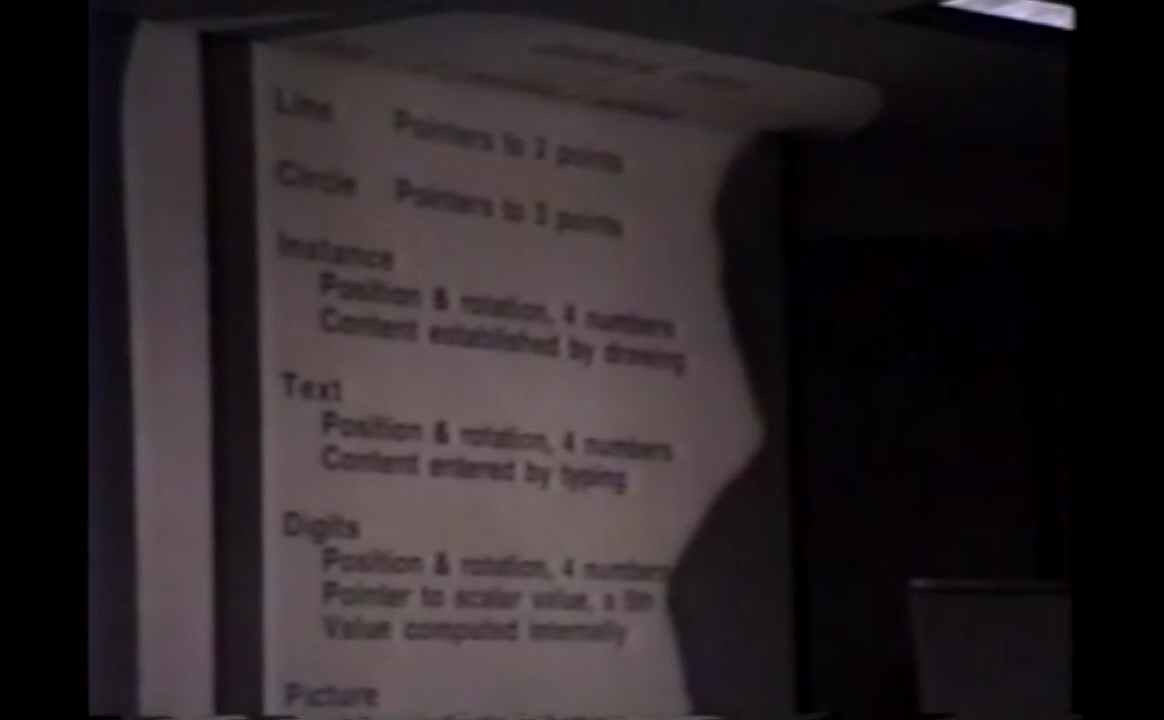 Line Pointers to 2 points
Circle Pointers to 3 points
Instance
Position & rotation, 4 numbers
Content established by drawing
Text
Position & rotation, 4 numbers
Content entered by typing
Digits
Position & rotation, 4 numbers
Pointer to scalar value, a 5th
Value computed internally
Picture